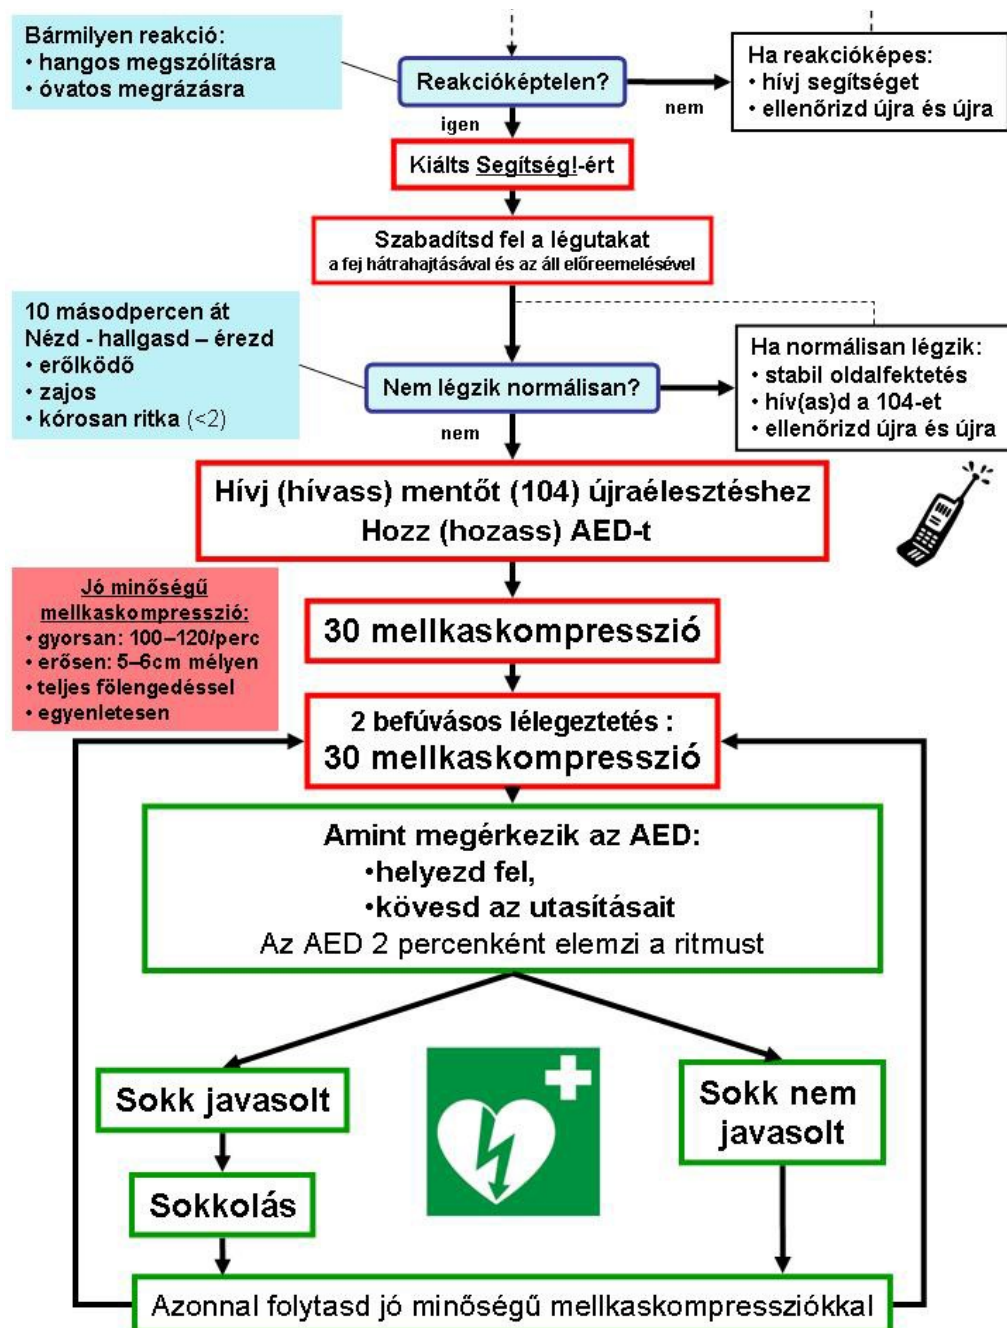 Bármilyen reakció:
• hangos megszólításra
• óvatos megrázásra
Reakcióképtelen?
nem
Ha reakcióképes:
• hívj segítséget
• ellenőrizd újra és újra
igen
Kiálts Segítség!-ért
Szabadítsd fel a légutakat
a fej hátrahajtásával és az áll előreemelésével
10 másodpercen át
Nézd - hallgasd – érezd
• erőlködő
• zajos
• kórosan ritka (<2)
Nem légzik normálisan?
Ha normálisan légzik:
• stabil oldalfektetés
• hív(as)d a 104-et
• ellenőrizd újra és újra
nem
Hívj (hívass) mentőt (104) újraélesztéshez
Hozz (hozass) AED-t
Jó minőségű
mellkaskompresszió:
• gyorsan: 100–120/perc
• erősen: 5–6cm mélyen
• teljes fölengedéssel
• egyenletesen
30 mellkaskompresszió
2 befúvásos lélegeztetés :
30 mellkaskompresszió
Amint megérkezik az AED:
•helyezd fel,
•kövesd az utasításait
Az AED 2 percenként elemzi a ritmust
Sokk javasolt
Sokk nem
javasolt
Sokkolás
Azonnal folytasd jó minőségű mellkaskompressziókkal